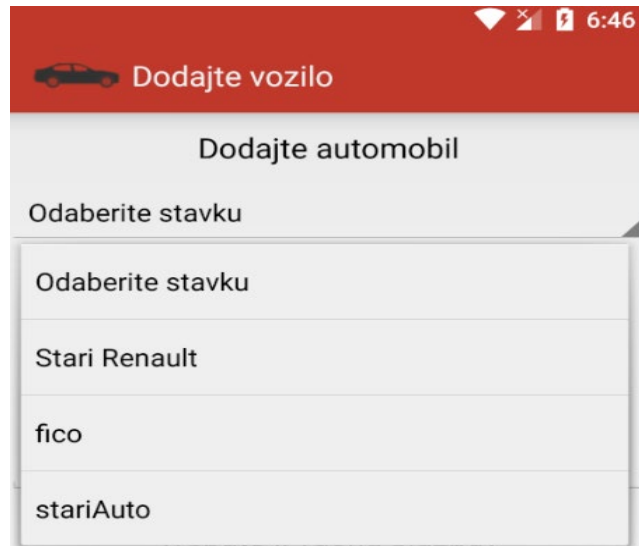 6:46
Dodajte vozilo
Dodajte automobil
Odaberite stavku
Odaberite stavku
Stari Renault
fico
stariAuto